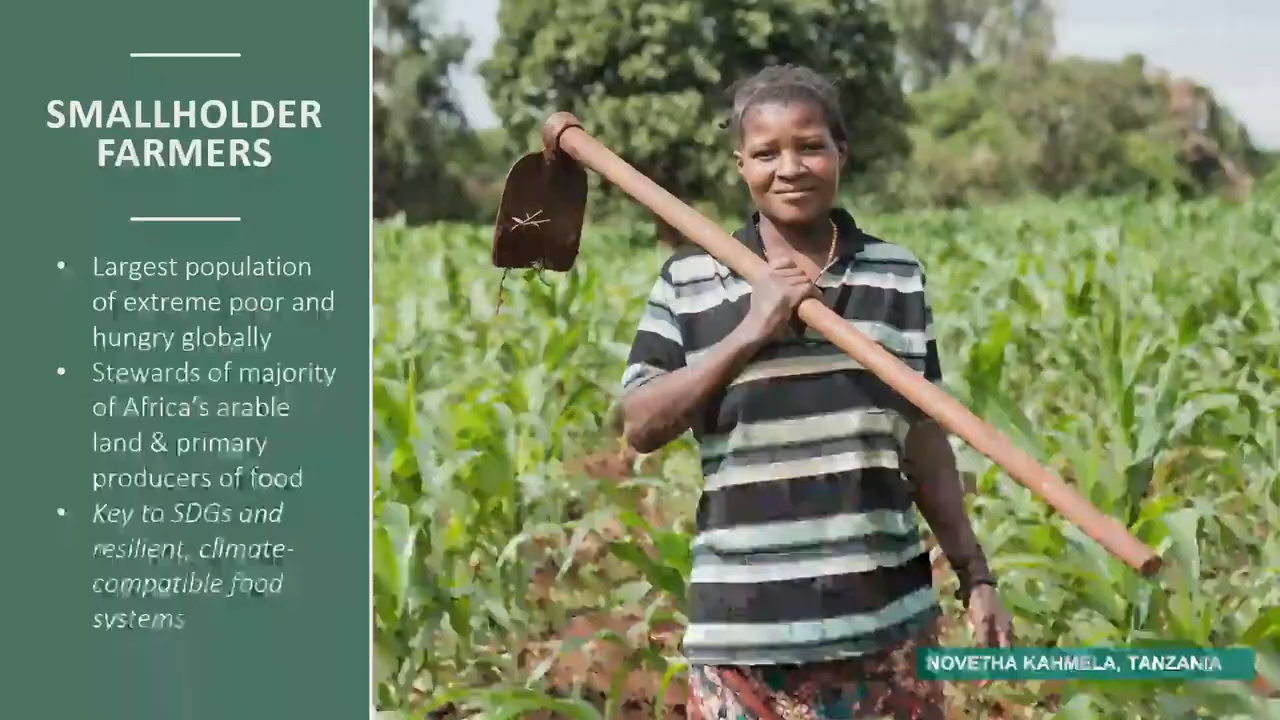 SMALLHOLDER
FARMERS
• Largest population
of extreme poor and
hungry globally
• Stewards of majority
of Africa's arable
land & primary
producers of food
• Key to SDGs and
resilient, climate-
compatible food
systems
NOVETHA KAHMELA, TANZANIA